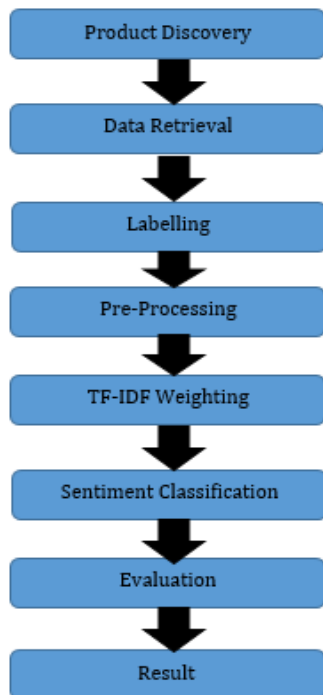 Product Discovery
Data Retrieval
Labelling
Pre-Processing
TF-IDF Weighting
Sentiment Classification
Evaluation
Result